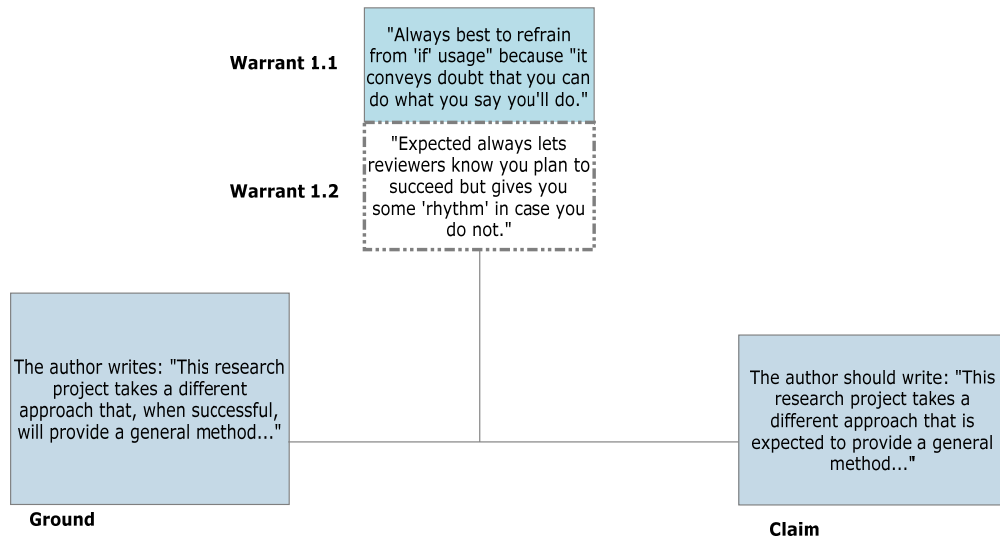 "Always best to refrain
from 'if' usage" because "it
conveys doubt that you can
do what you say you'll do."
Warrant 1.1
"Expected always lets
reviewers know you plan to
succeed but gives you
some 'rhythm' in case you
do not."
Warrant 1.2
The author writes: "This research
project takes a different
approach that, when successful,
will provide a general method..."
Ground
The author should write: "This
research project takes a
different approach that is
expected to provide a general
method..."
Claim